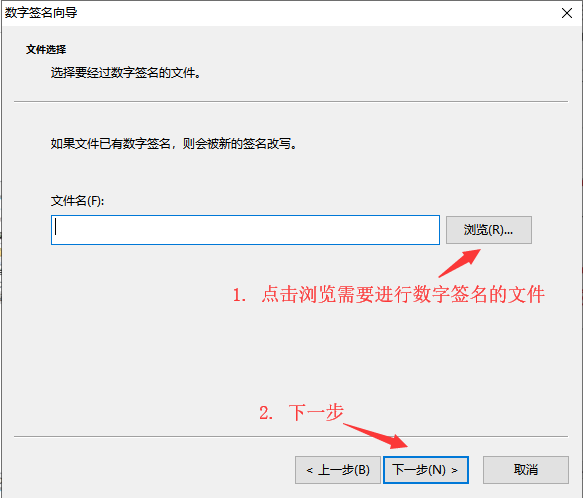 数字签名向导
文件选择
选择要经过数字签名的文件。
如果文件已有数字签名，则会被新的签名改写。
文件名(F):
浏览(R)...
1. 点击浏览需要进行数字签名的文件
2. 下一步
< 上一步(B) 下一步(N) > 取消